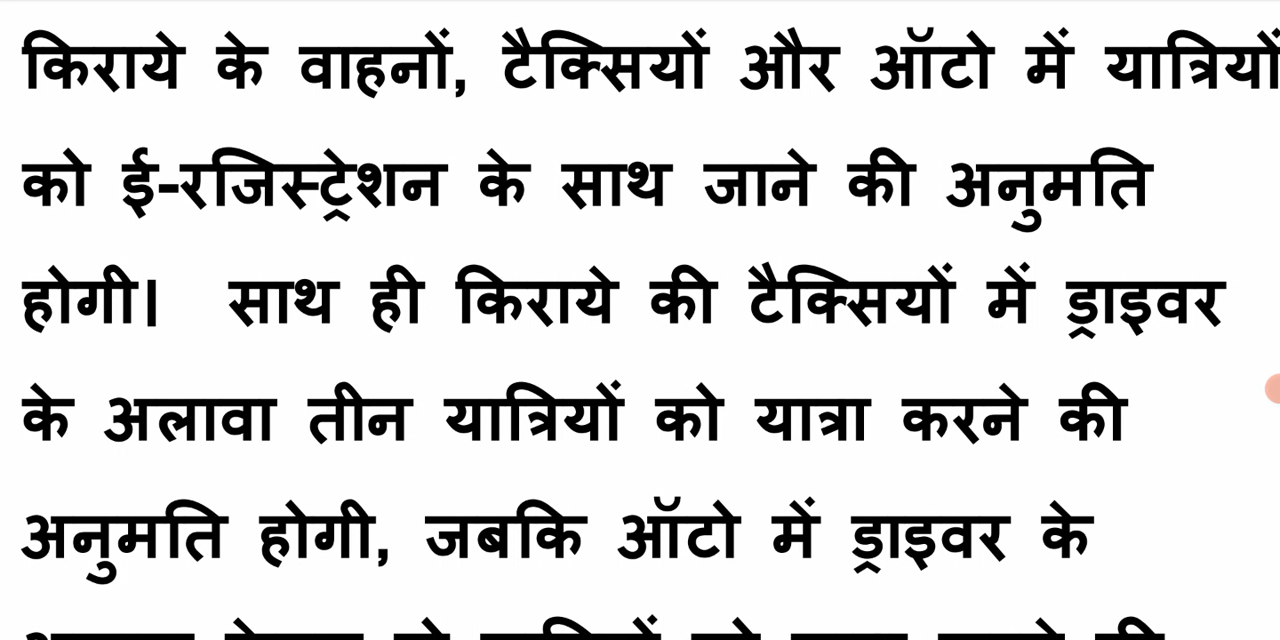 किराये के वाहनों, टैक्सियों और ऑटो में यात्रियों
को ई-रजिस्ट्रेशन के साथ जाने की अनुमति
होगी। साथ ही किराये की टैक्सियों में ड्राइवर
के अलावा तीन यात्रियों को यात्रा करने की
अनुमति होगी, जबकि ऑटो में ड्राइवर के